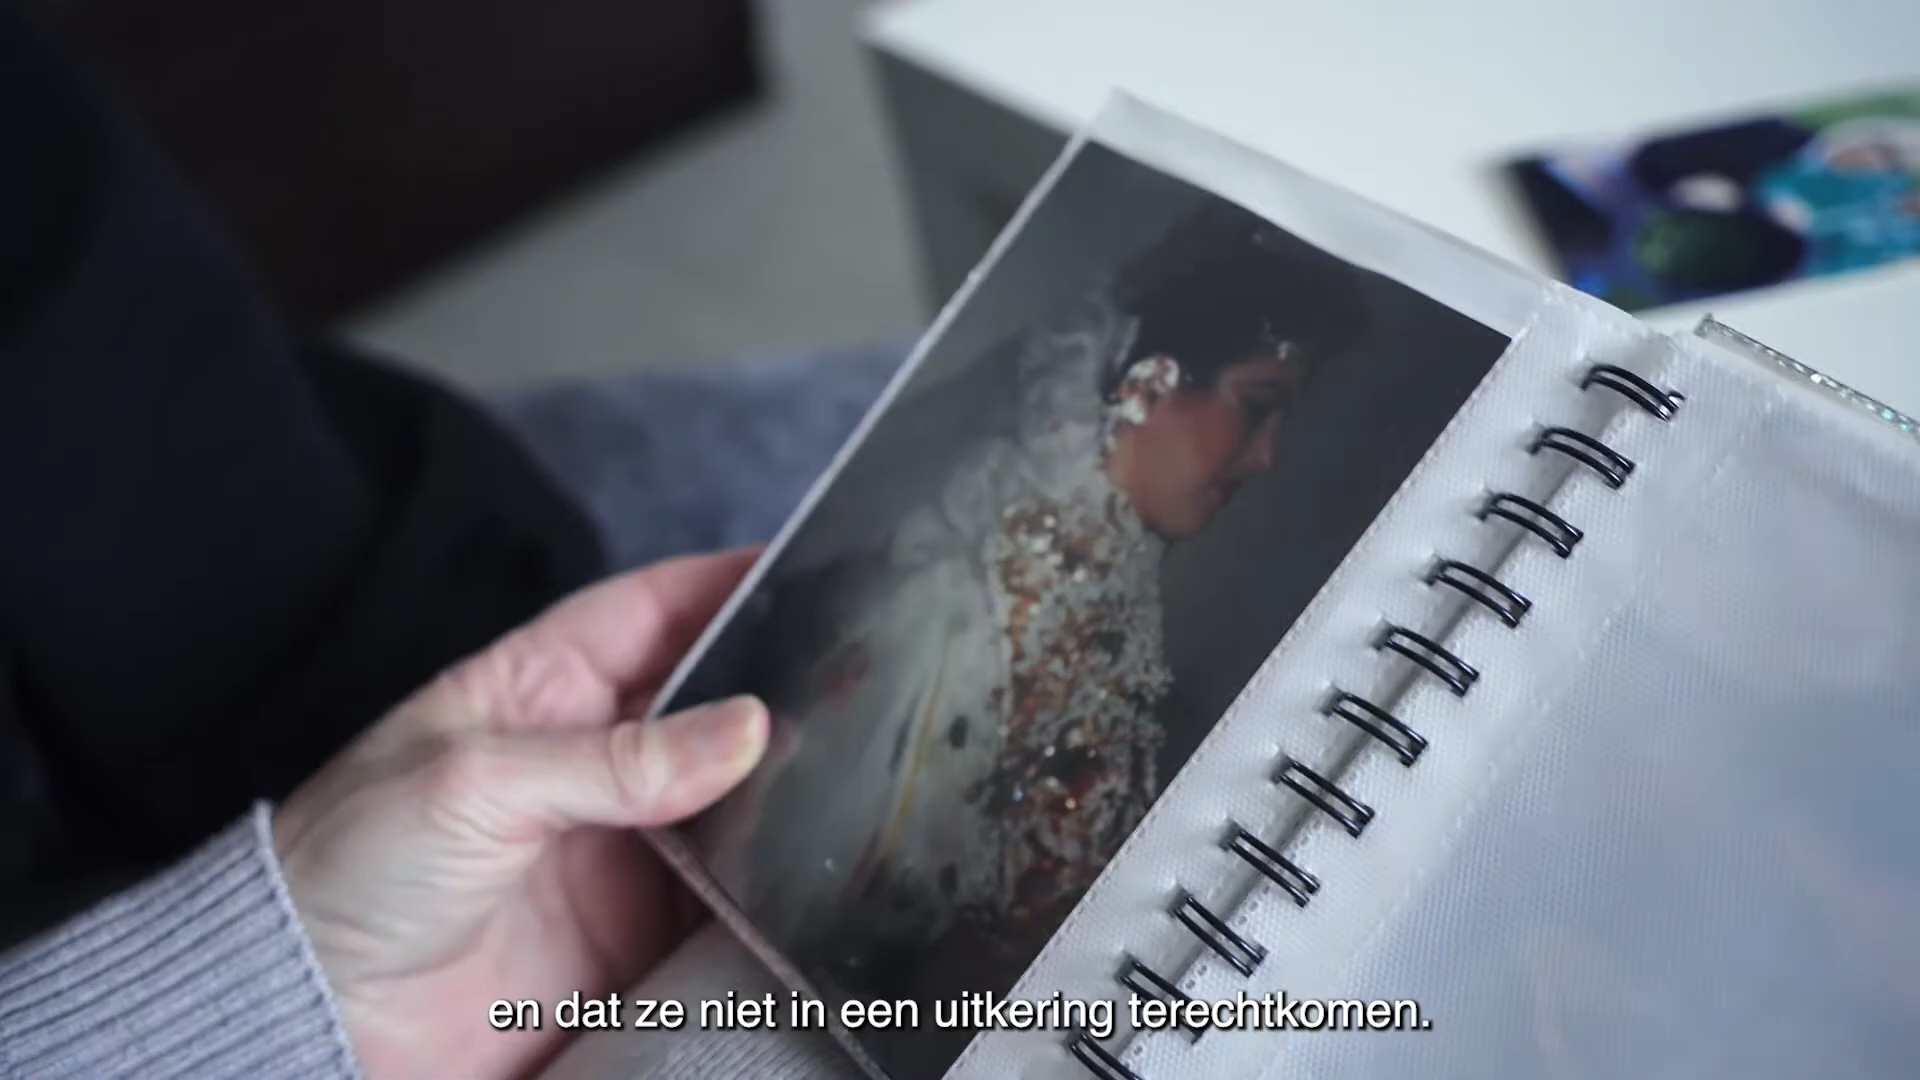 en dat ze niet in een uitkering terechtkomen.